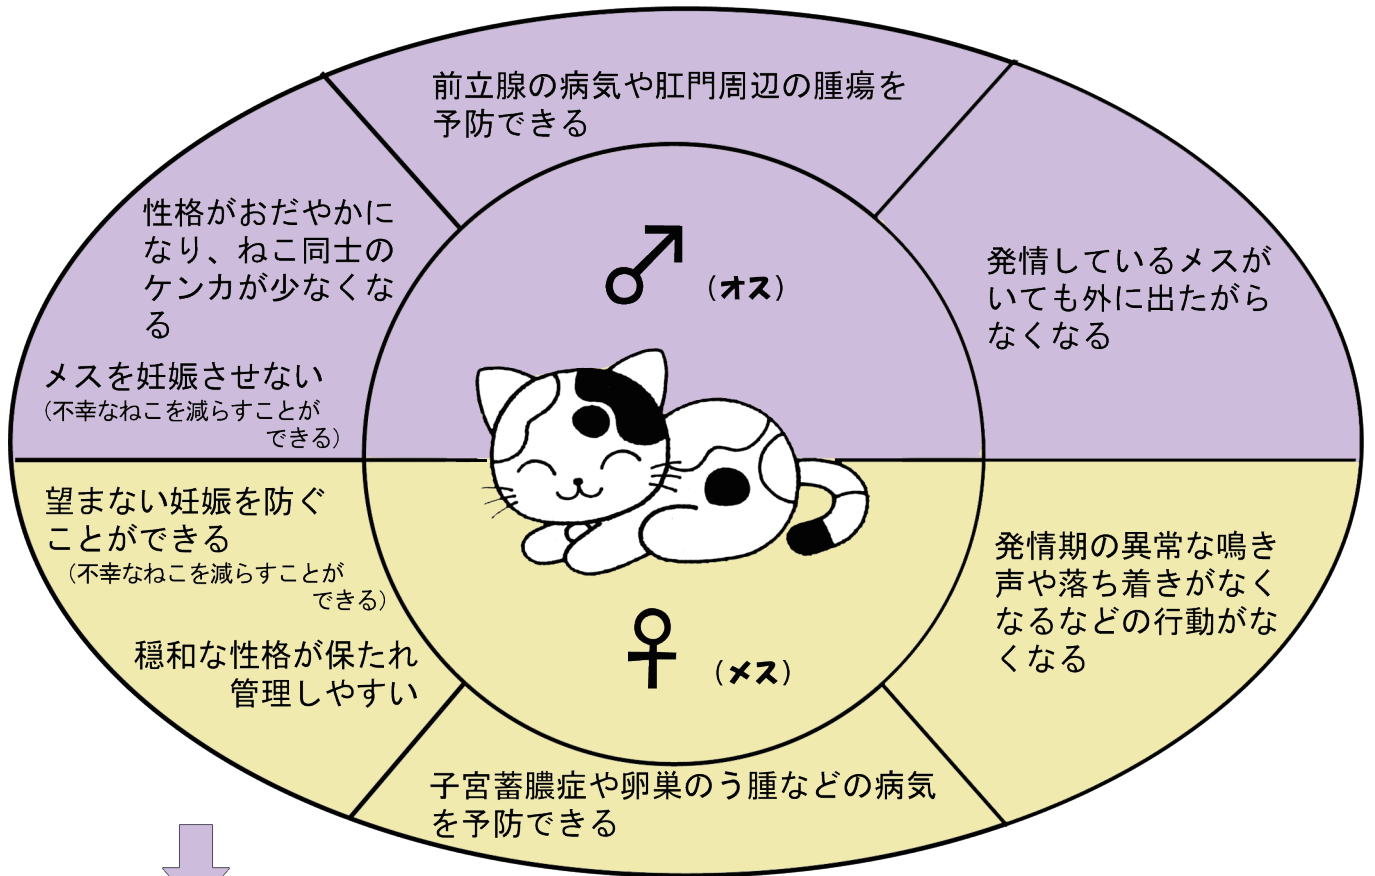 前立腺の病気や肛門周辺の腫瘍を
予防できる
性格がおだやかに
なり、ねこ同士の
ケンカが少なくな
る
メスを妊娠させない
（不幸なねこを減らすことが
できる）
発情しているメスが
いても外に出たがら
なくなる
♂（オス）
望まない妊娠を防ぐ
ことができる
（不幸なねこを減らすことが
できる）
穏和な性格が保たれ
管理しやすい
発情期の異常な鳴き
声や落ち着きがなく
なるなどの行動がな
くなる
♀（メス）
子宮蓄膿症や卵巣のう腫などの病気
を予防できる